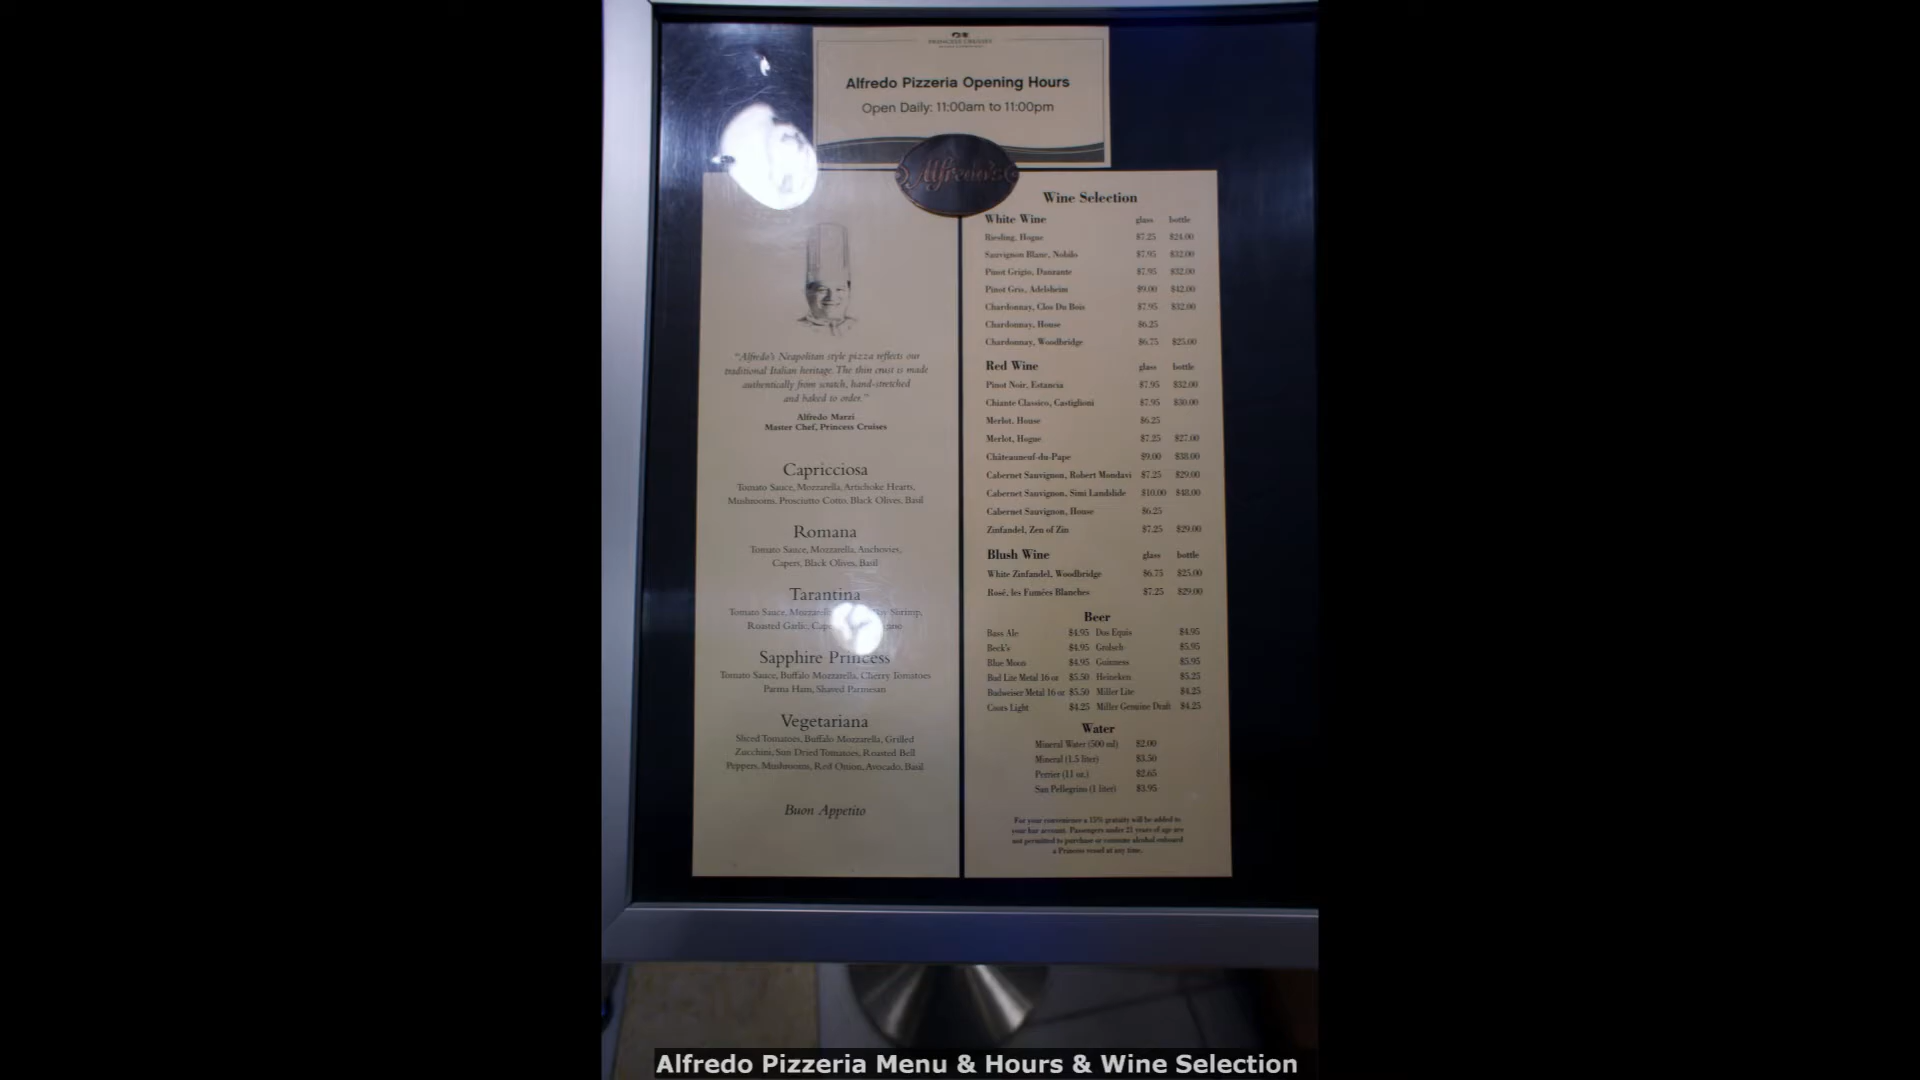 PRINCESS CRUISES
Alfredo Pizzeria Opening Hours
Open Daily: 11:00am to 11:00pm
Alfredo's
"Alfredo's Neapolitan style pizza reflects our
traditional Italian heritage. The thin crust is made
authentically from scratch, hand-stretched
and baked to order."
Alfredo Marzi
Master Chef, Princess Cruises
Capricciosa
Tomato Sauce, Mozzarella, Artichoke Hearts,
Mushrooms, Prosciutto Cotto, Black Olives, Basil
Romana
Tomato Sauce, Mozzarella, Anchovies,
Capers, Black Olives, Basil
Tarantina
Tomato Sauce, Mozzarella, Bay Shrimp,
Roasted Garlic,
Sapphire Princess
Tomato Sauce, Buffalo Mozzarella, Cherry Tomatoes
Parma Ham, Shaved Parmesan
Vegetariana
Sliced Tomatoes, Buffalo Mozzarella, Grilled
Zucchini, Sun Dried Tomatoes, Roasted Bell
Peppers, Mushrooms, Red Onion, Avocado, Basil
Buon Appetito
Wine Selection
White Wine glass bottle
Riesling, Hogue $7.25 $24.00
Sauvignon Blanc, Nobilo $7.95 $32.00
Pinot Grigio, Danzante $7.95 $32.00
Pinot Gris, Adelsheim $9.00 $42.00
Chardonnay, Clos Du Bois $7.95 $32.00
Chardonnay, House $6.25
Chardonnay, Woodbridge $6.75 $25.00
Red Wine glass bottle
Pinot Noir, Estancia $7.95 $32.00
Chiante Classico, Castiglioni $7.95 $30.00
Merlot, House $6.25
Merlot, Hogue $7.25 $27.00
Châteauneuf-du-Pape $9.00 $38.00
Cabernet Sauvignon, Robert Mondavi $7.25 $29.00
Cabernet Sauvignon, Simi Landslide $10.00 $48.00
Cabernet Sauvignon, House $6.25
Zinfandel, Zen of Zin $7.25 $29.00
Blush Wine glass bottle
White Zinfandel, Woodbridge $6.75 $25.00
Rosé, les Fumées Blanches $7.25 $29.00
Beer
Bass Ale $4.95 Dos Equis $4.95
Beck's $4.95 Grolsch $5.95
Blue Moon $4.95 Guinness $5.95
Bud Lite Metal 16 oz $5.50 Heineken $5.25
Budweiser Metal 16 oz $5.50 Miller Lite $4.25
Coors Light $4.25 Miller Genuine Draft $4.25
Water
Mineral Water (500 ml) $2.00
Mineral (1.5 liter) $3.50
Perrier (11 oz.) $2.65
San Pellegrino (1 liter) $3.95
For your convenience a 15% gratuity will be added to
your bar account. Passengers under 21 years of age are
not permitted to purchase or consume alcohol onboard
a Princess vessel at any time.
Alfredo Pizzeria Menu & Hours & Wine Selection